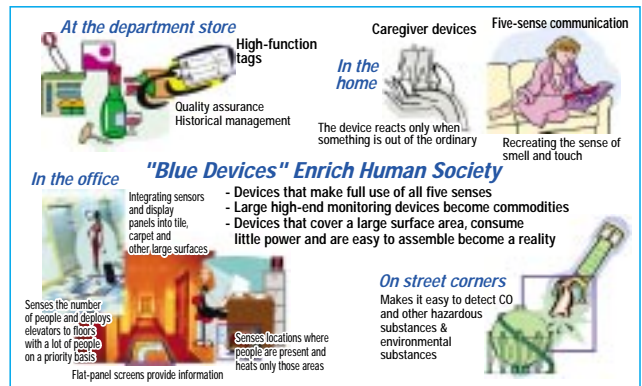 At the department store
High-function
tags
Quality assurance
Historical management
Caregiver devices
In the
home
The device reacts only when
something is out of the ordinary
Five-sense communication
Recreating the sense of
smell and touch
"Blue Devices" Enrich Human Society
- Devices that make full use of all five senses
- Large high-end monitoring devices become commodities
- Devices that cover a large surface area, consume
little power and are easy to assemble become a reality
In the office
Integrating sensors
and display
panels into tile,
carpet and
other large surfaces
Senses the number
of people and deploys
elevators to floors
with a lot of people
on a priority basis
Flat-panel screens provide information
Senses locations where
people are present and
heats only those areas
On street corners
Makes it easy to detect CO
and other hazardous
substances &
environmental
substances